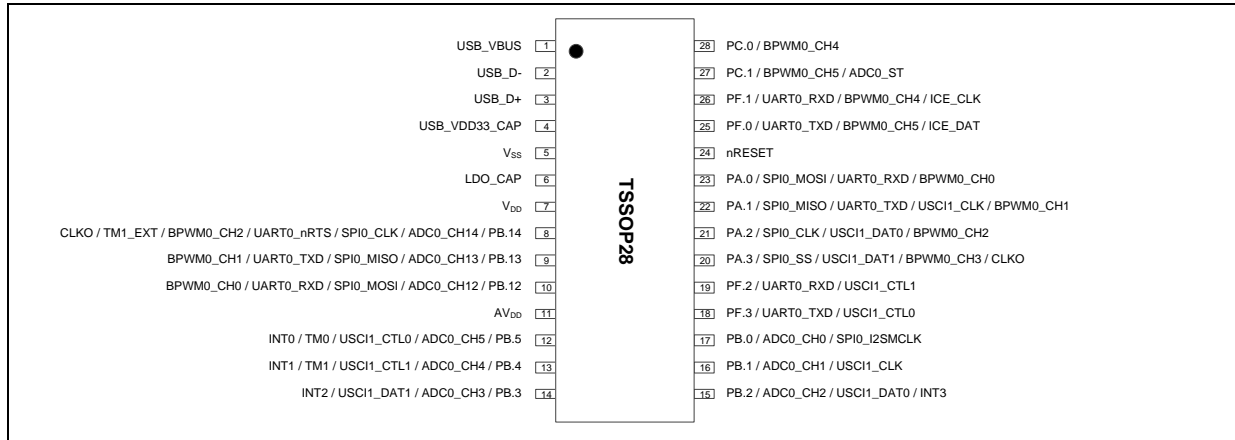 USB_VBUS 1
USB_D- 2
USB_D+ 3
USB_VDD33_CAP 4
VSS 5
LDO_CAP 6
VDD 7
CLKO / TM1_EXT / BPWM0_CH2 / UART0_nRTS / SPI0_CLK / ADC0_CH14 / PB.14 8
BPWM0_CH1 / UART0_TXD / SPI0_MISO / ADC0_CH13 / PB.13 9
BPWM0_CH0 / UART0_RXD / SPI0_MOSI / ADC0_CH12 / PB.12 10
AVDD 11
INT0 / TM0 / USCI1_CTL0 / ADC0_CH5 / PB.5 12
INT1 / TM1 / USCI1_CTL1 / ADC0_CH4 / PB.4 13
INT2 / USCI1_DAT1 / ADC0_CH3 / PB.3 14
TSSOP28
28 PC.0 / BPWM0_CH4
27 PC.1 / BPWM0_CH5 / ADC0_ST
26 PF.1 / UART0_RXD / BPWM0_CH4 / ICE_CLK
25 PF.0 / UART0_TXD / BPWM0_CH5 / ICE_DAT
24 nRESET
23 PA.0 / SPI0_MOSI / UART0_RXD / BPWM0_CH0
22 PA.1 / SPI0_MISO / UART0_TXD / USCI1_CLK / BPWM0_CH1
21 PA.2 / SPI0_CLK / USCI1_DAT0 / BPWM0_CH2
20 PA.3 / SPI0_SS / USCI1_DAT1 / BPWM0_CH3 / CLKO
19 PF.2 / UART0_RXD / USCI1_CTL1
18 PF.3 / UART0_TXD / USCI1_CTL0
17 PB.0 / ADC0_CH0 / SPI0_I2SMCLK
16 PB.1 / ADC0_CH1 / USCI1_CLK
15 PB.2 / ADC0_CH2 / USCI1_DAT0 / INT3